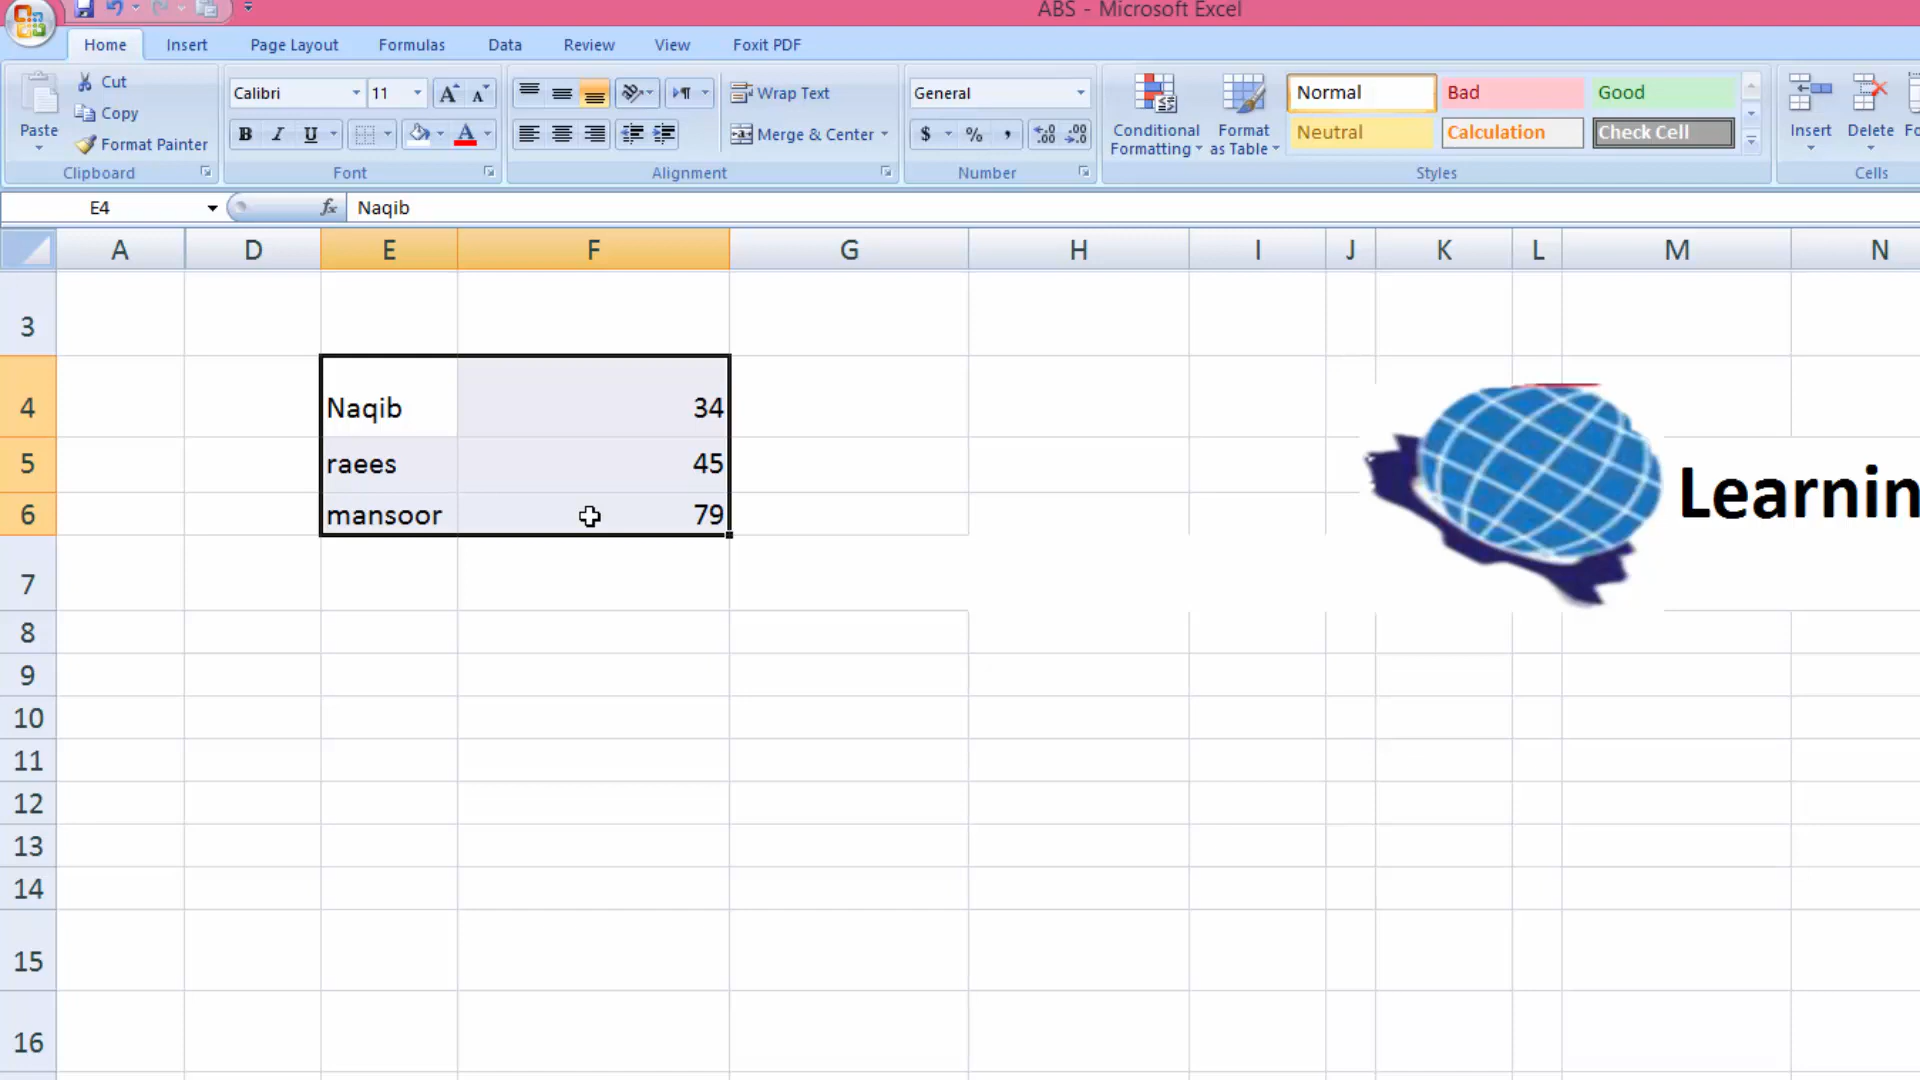 ABS - Microsoft Excel
Home Insert Page Layout Formulas Data Review View Foxit PDF
Paste
Cut
Copy
Format Painter
Clipboard
Calibri 11
B I U
Font
Wrap Text
Merge & Center
Alignment
General
$ % ,
Number
Conditional Formatting
Format as Table
Normal Bad Good
Neutral Calculation Check Cell
Styles
Insert Delete
Cells
E4 fx Naqib
A D E F G H I J K L M N
3
4 Naqib 34
5 raees 45
6 mansoor 79
Learnin
7
8
9
10
11
12
13
14
15
16